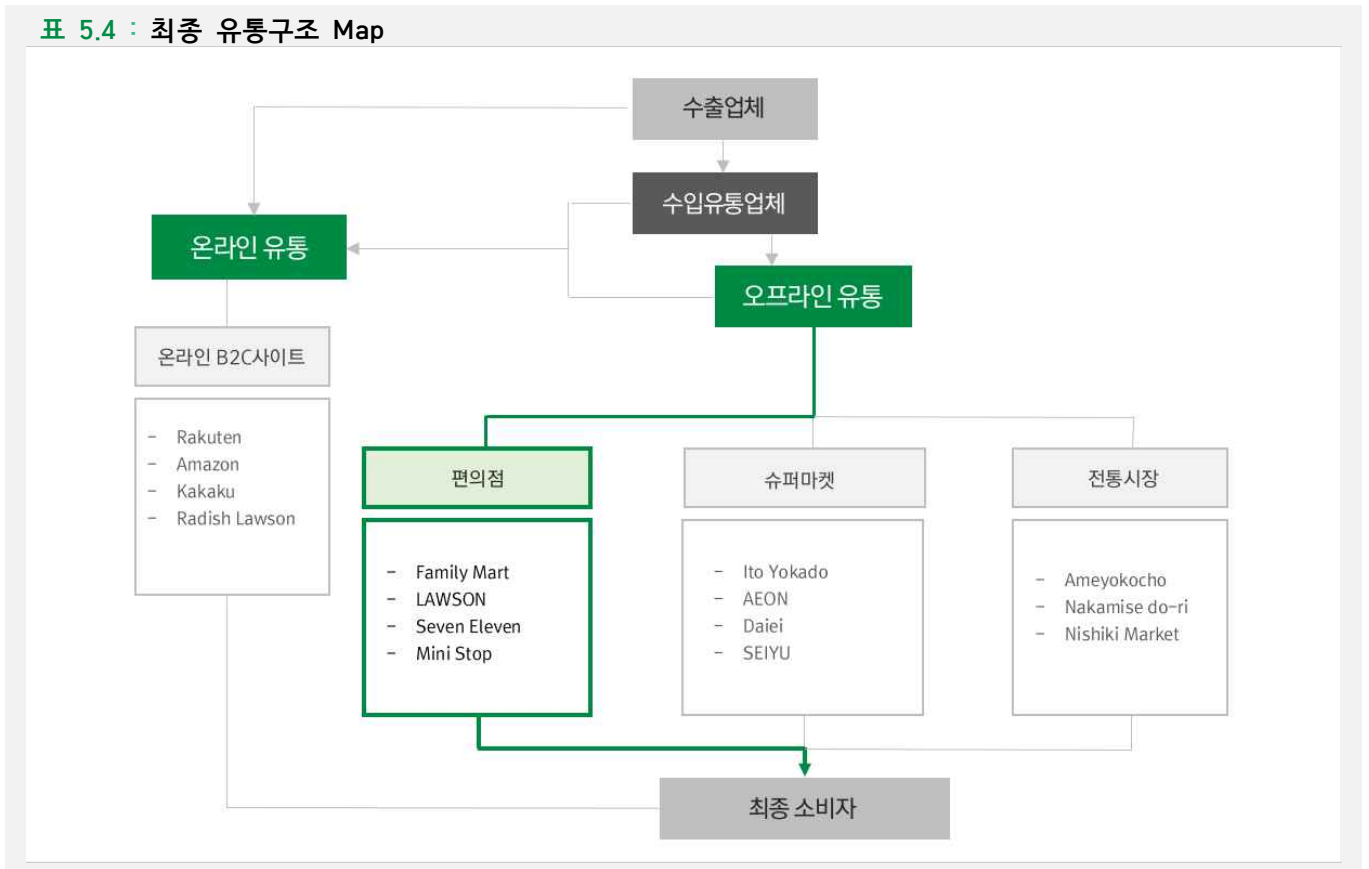 표 5.4 : 최종 유통구조 Map
수출업체
수입유통업체
온라인 유통
오프라인 유통
온라인 B2C사이트
- Rakuten
- Amazon
- Kakaku
- Radish Lawson
편의점
- Family Mart
- LAWSON
- Seven Eleven
- Mini Stop
슈퍼마켓
- Ito Yokado
- AEON
- Daiei
- SEIYU
전통시장
- Ameyokocho
- Nakamise do-ri
- Nishiki Market
최종 소비자